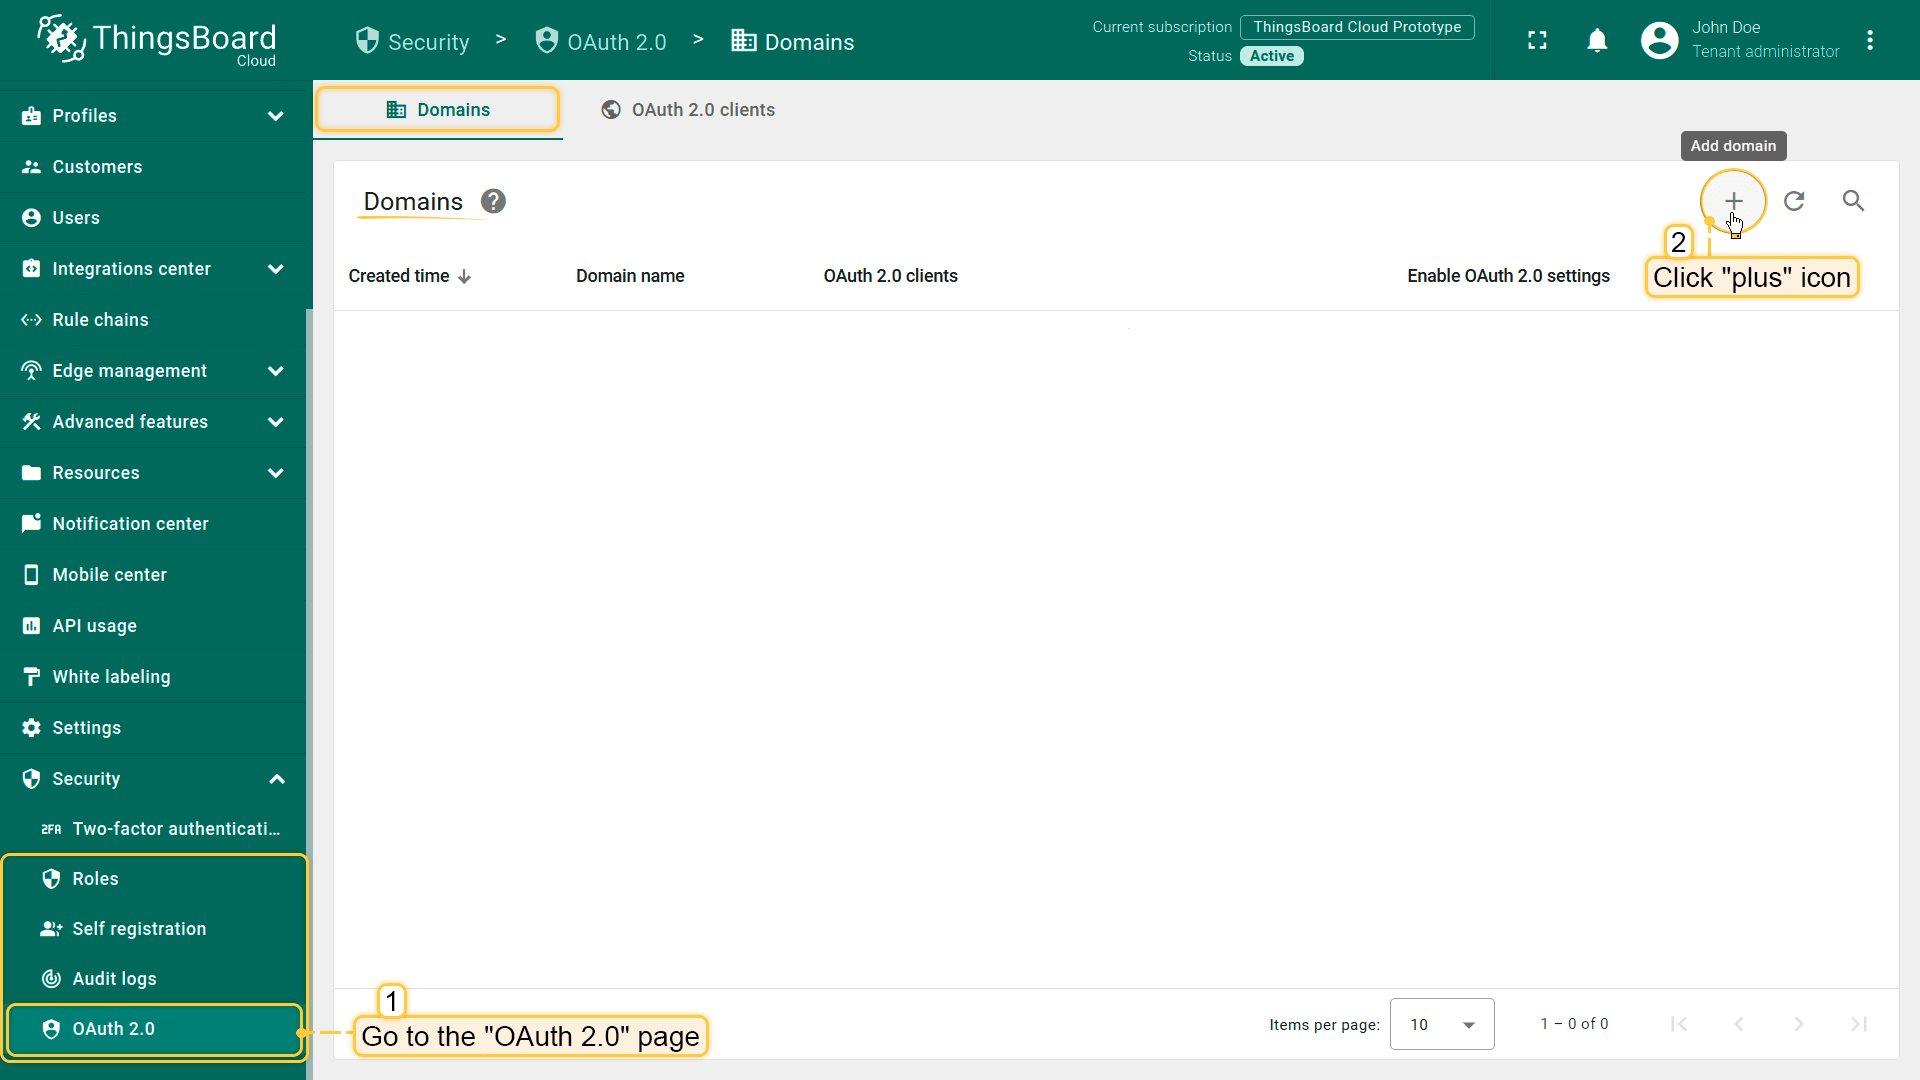 ThingsBoard
Cloud
Security > OAuth 2.0 > Domains
Current subscription ThingsBoard Cloud Prototype
Status Active
John Doe
Tenant administrator
Profiles
Customers
Users
Integrations center
Rule chains
Edge management
Advanced features
Resources
Notification center
Mobile center
API usage
White labeling
Settings
Security
2FA Two-factor authenticati...
Roles
Self registration
Audit logs
OAuth 2.0
Domains
OAuth 2.0 clients
Add domain
Domains ?
2
Click "plus" icon
Created time Domain name OAuth 2.0 clients Enable OAuth 2.0 settings
1
Go to the "OAuth 2.0" page
Items per page: 10 1 – 0 of 0